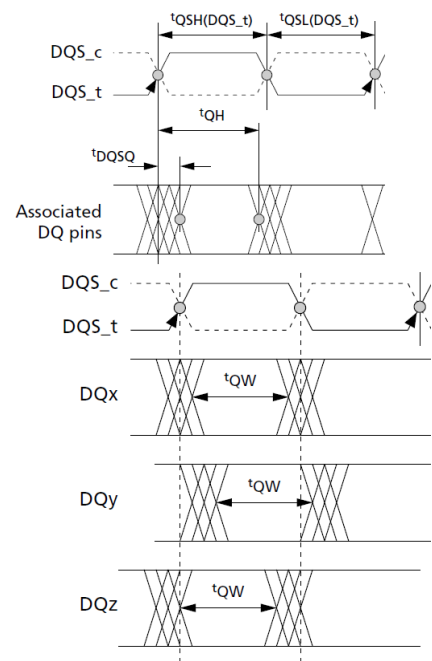 tQSH(DQS_t) tQSL(DQS_t)
DQS_c
DQS_t
tQH
tDQSQ
Associated
DQ pins
DQS_c
DQS_t
DQx
tQW
DQy
tQW
DQz
tQW